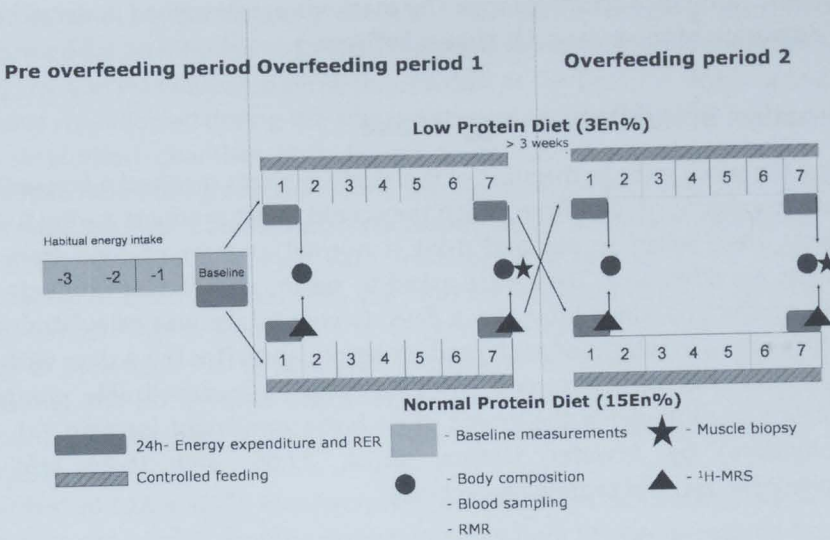 Pre overfeeding period Overfeeding period 1 Overfeeding period 2
Low Protein Diet (3En%)
> 3 weeks
1 2 3 4 5 6 7 1 2 3 4 5 6 7
Habitual energy intake
-3 -2 -1 Baseline
1 2 3 4 5 6 7 1 2 3 4 5 6 7
Normal Protein Diet (15En%)
24h- Energy expenditure and RER - Baseline measurements - Muscle biopsy
Controlled feeding - Body composition - ¹H-MRS
- Blood sampling
- RMR